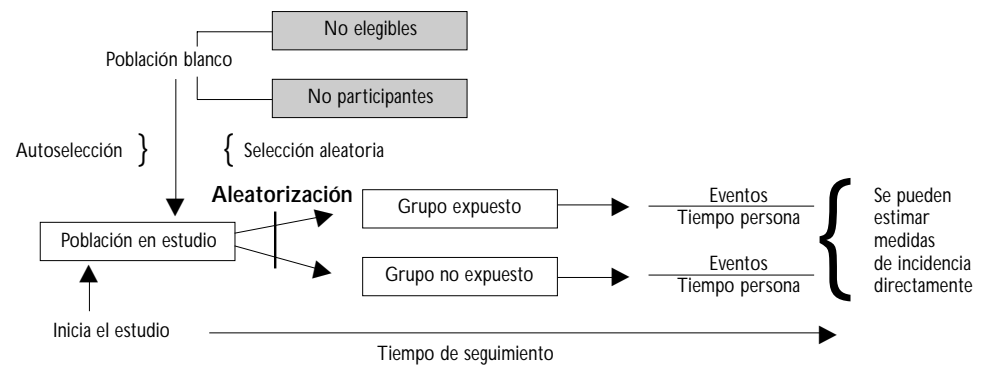 No elegibles
Población blanco
No participantes
Autoselección } { Selección aleatoria
Aleatorización
Grupo expuesto
Eventos
Tiempo persona
Población en estudio
Grupo no expuesto
Eventos
Tiempo persona
{ Se pueden
estimar
medidas
de incidencia
directamente
Inicia el estudio
Tiempo de seguimiento